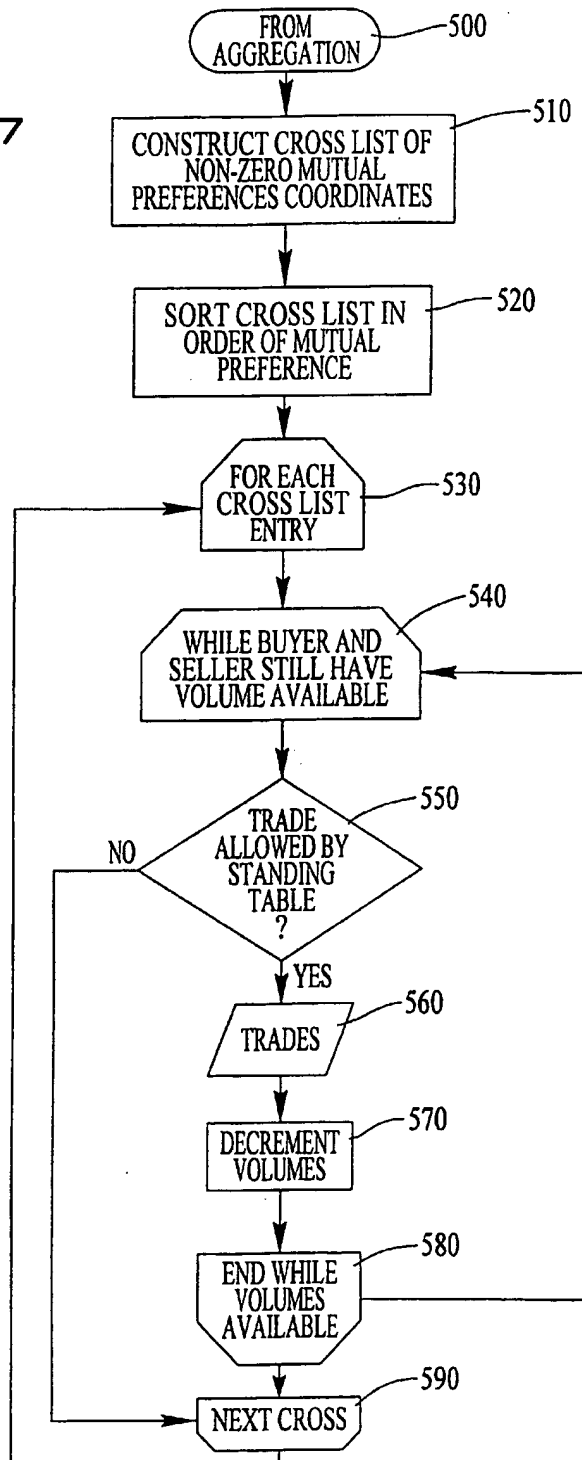 FROM
AGGREGATION
500
7
510
CONSTRUCT CROSS LIST OF
NON-ZERO MUTUAL
PREFERENCES COORDINATES
520
SORT CROSS LIST IN
ORDER OF MUTUAL
PREFERENCE
FOR EACH
CROSS LIST
ENTRY
530
540
WHILE BUYER AND
SELLER STILL HAVE
VOLUME AVAILABLE
550
TRADE
ALLOWED BY
STANDING
TABLE
?
NO
YES
560
TRADES
570
DECREMENT
VOLUMES
580
END WHILE
VOLUMES
AVAILABLE
590
NEXT CROSS